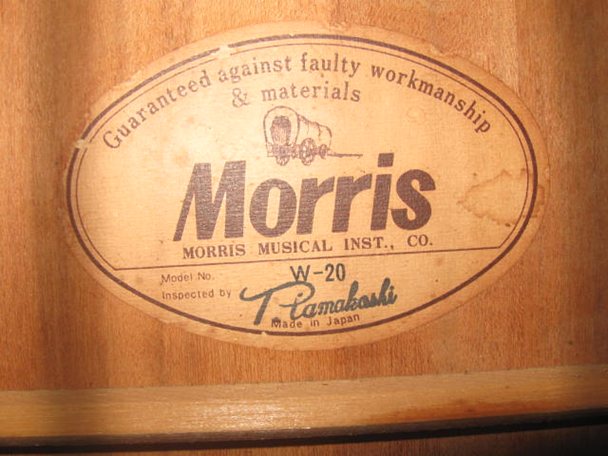 Guaranteed against faulty workmanship
& materials
Morris
MORRIS MUSICAL INST., CO.
Model No. W-20
Inspected by T.
Made in Japan